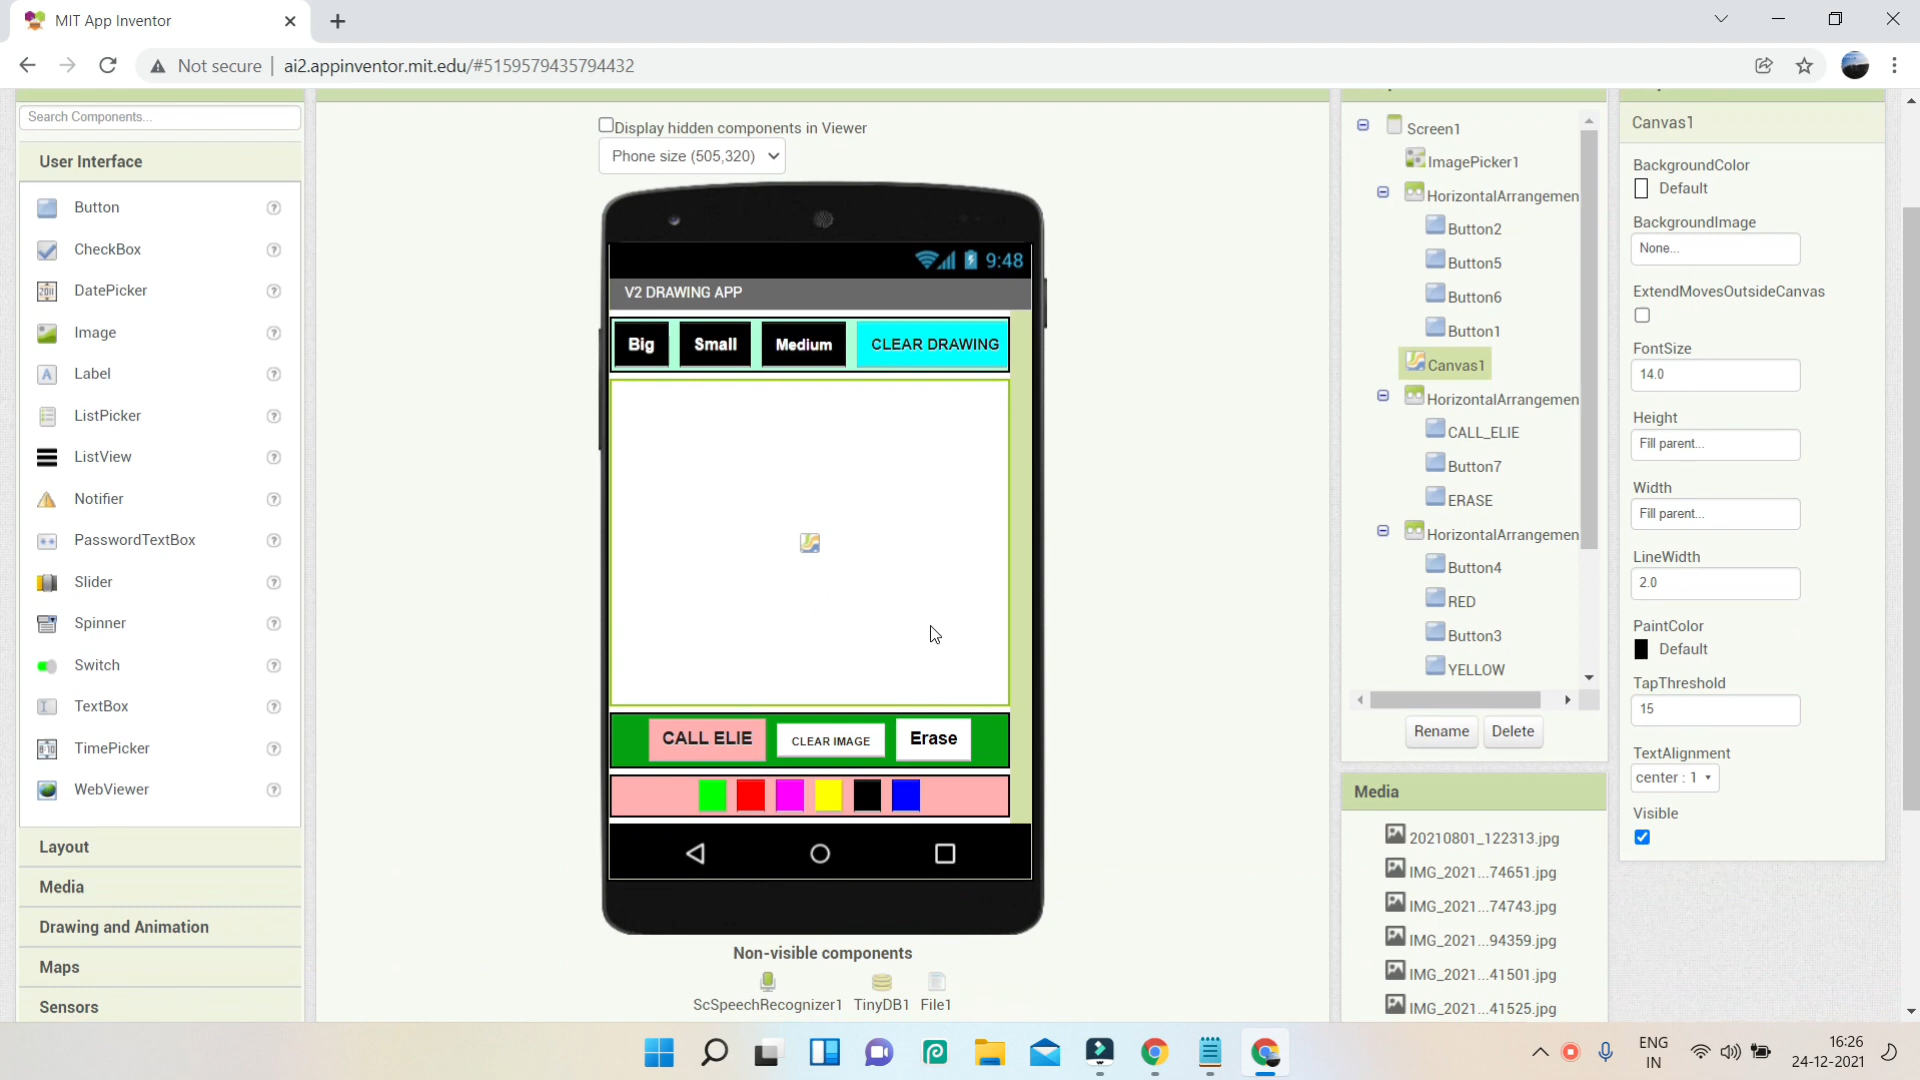 MIT App Inventor
Not secure
ai2.appinventor.mit.edu/#5159579435794432
Search Components...
User Interface
Button
CheckBox
DatePicker
Image
Label
ListPicker
ListView
Notifier
PasswordTextBox
Slider
Spinner
Switch
TextBox
TimePicker
WebViewer
Layout
Media
Drawing and Animation
Maps
Sensors
Display hidden components in Viewer
Phone size (505,320)
9:48
V2 DRAWING APP
Big
Small
Medium
CLEAR DRAWING
CALL ELIE
CLEAR IMAGE
Erase
Non-visible components
ScSpeechRecognizer1
TinyDB1
File1
Screen1
ImagePicker1
HorizontalArrangemen
Button2
Button5
Button6
Button1
Canvas1
HorizontalArrangemen
CALL_ELIE
Button7
ERASE
HorizontalArrangemen
Button4
RED
Button3
YELLOW
Rename
Delete
Media
20210801_122313.jpg
IMG_2021...74651.jpg
IMG_2021...74743.jpg
IMG_2021...94359.jpg
IMG_2021...41501.jpg
IMG_2021...41525.jpg
Canvas1
BackgroundColor
Default
BackgroundImage
None...
ExtendMovesOutsideCanvas
FontSize
14.0
Height
Fill parent...
Width
Fill parent...
LineWidth
2.0
PaintColor
Default
TapThreshold
15
TextAlignment
center : 1
Visible
ENG
IN
16:26
24-12-2021